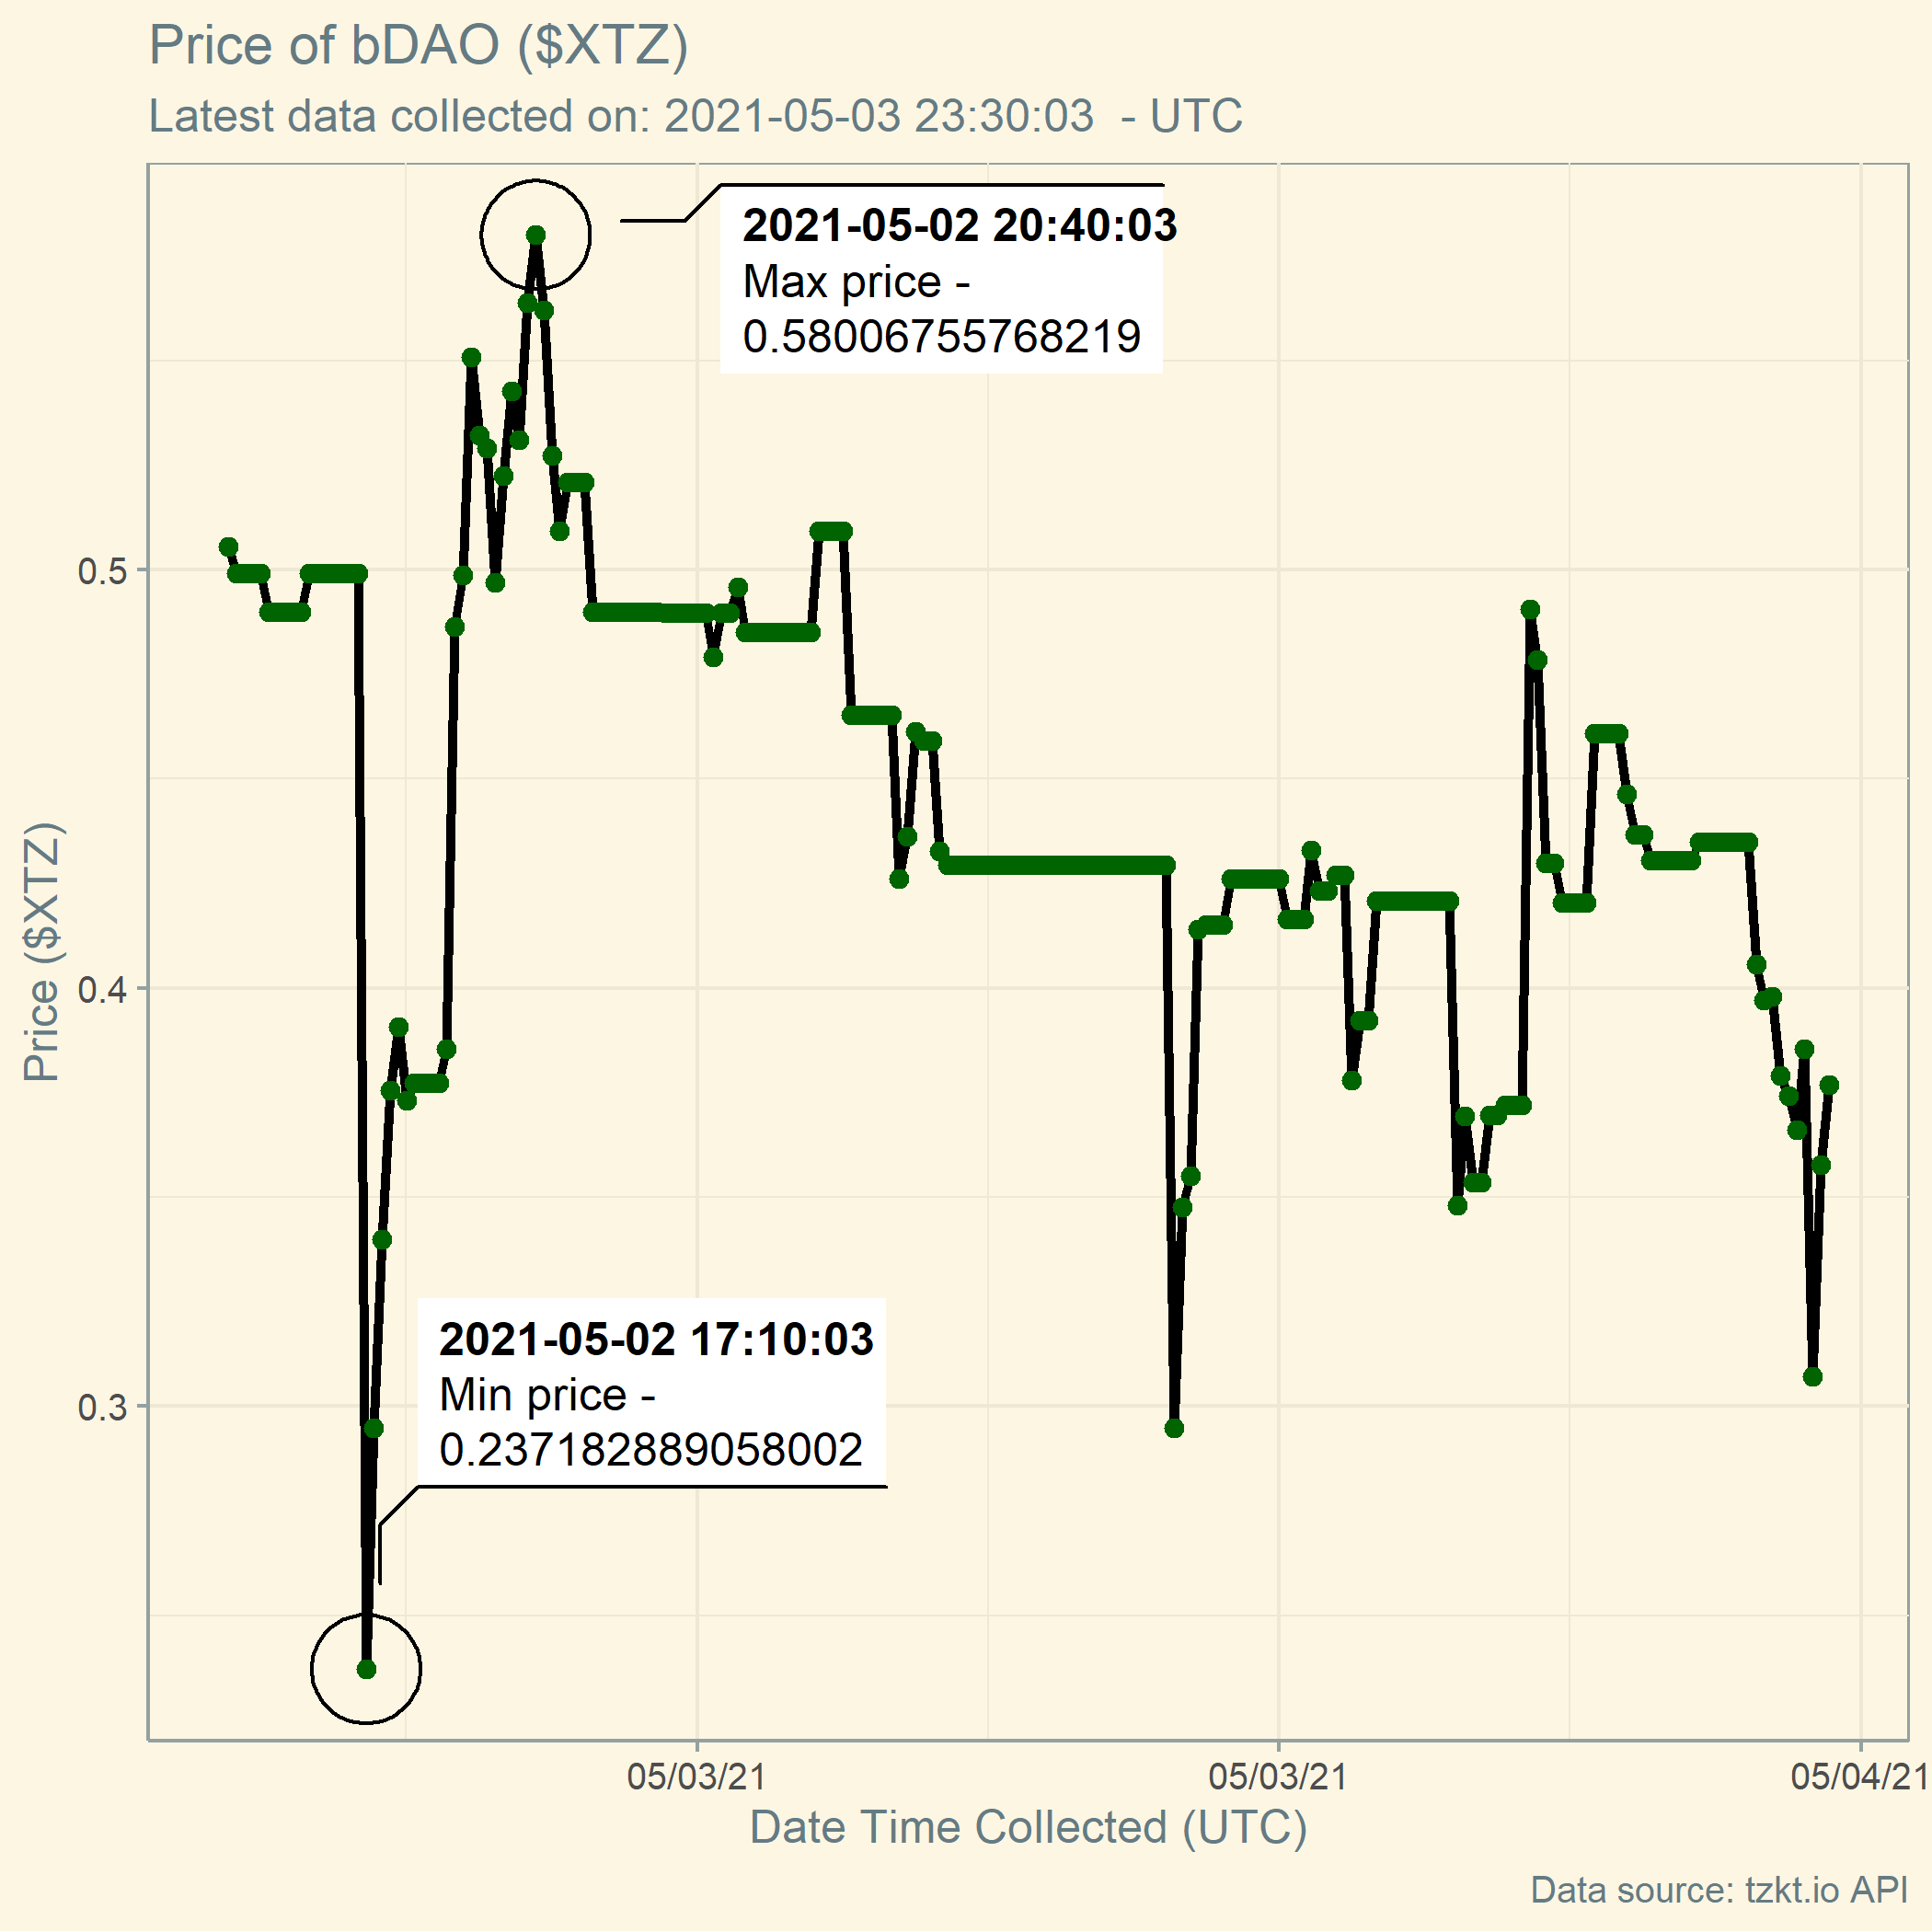 Price of bDAO ($XTZ)
Latest data collected on: 2021-05-03 23:30:03  - UTC
2021-05-02 20:40:03
Max price -
0.58006755768219
0.5
Price ($XTZ)
0.4
2021-05-02 17:10:03
Min price -
0.237182889058002
0.3
05/03/21
05/03/21
05/04/21
Date Time Collected (UTC)
Data source: tzkt.io API